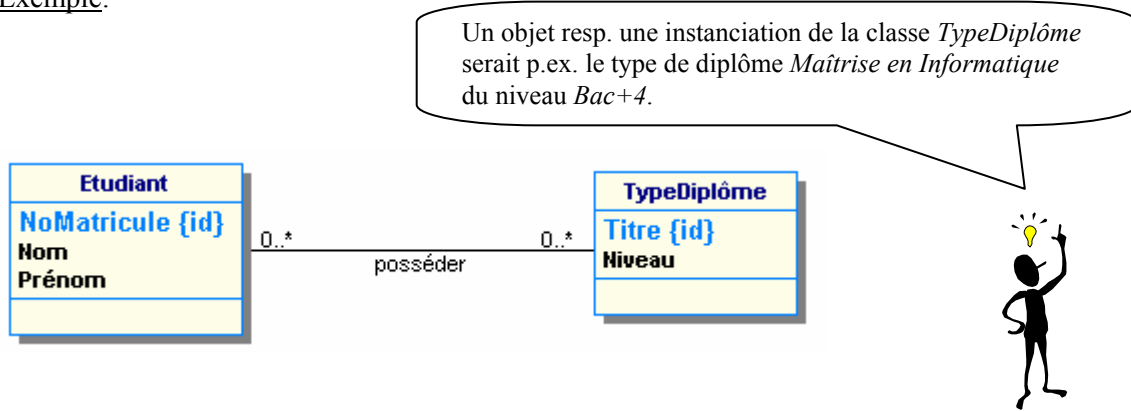 Exemple:
Un objet resp. une instanciation de la classe TypeDiplôme
serait p.ex. le type de diplôme Maîtrise en Informatique
du niveau Bac+4.
Etudiant
NoMatricule {id}
Nom
Prénom
0..*
posséder
0..*
TypeDiplôme
Titre {id}
Niveau